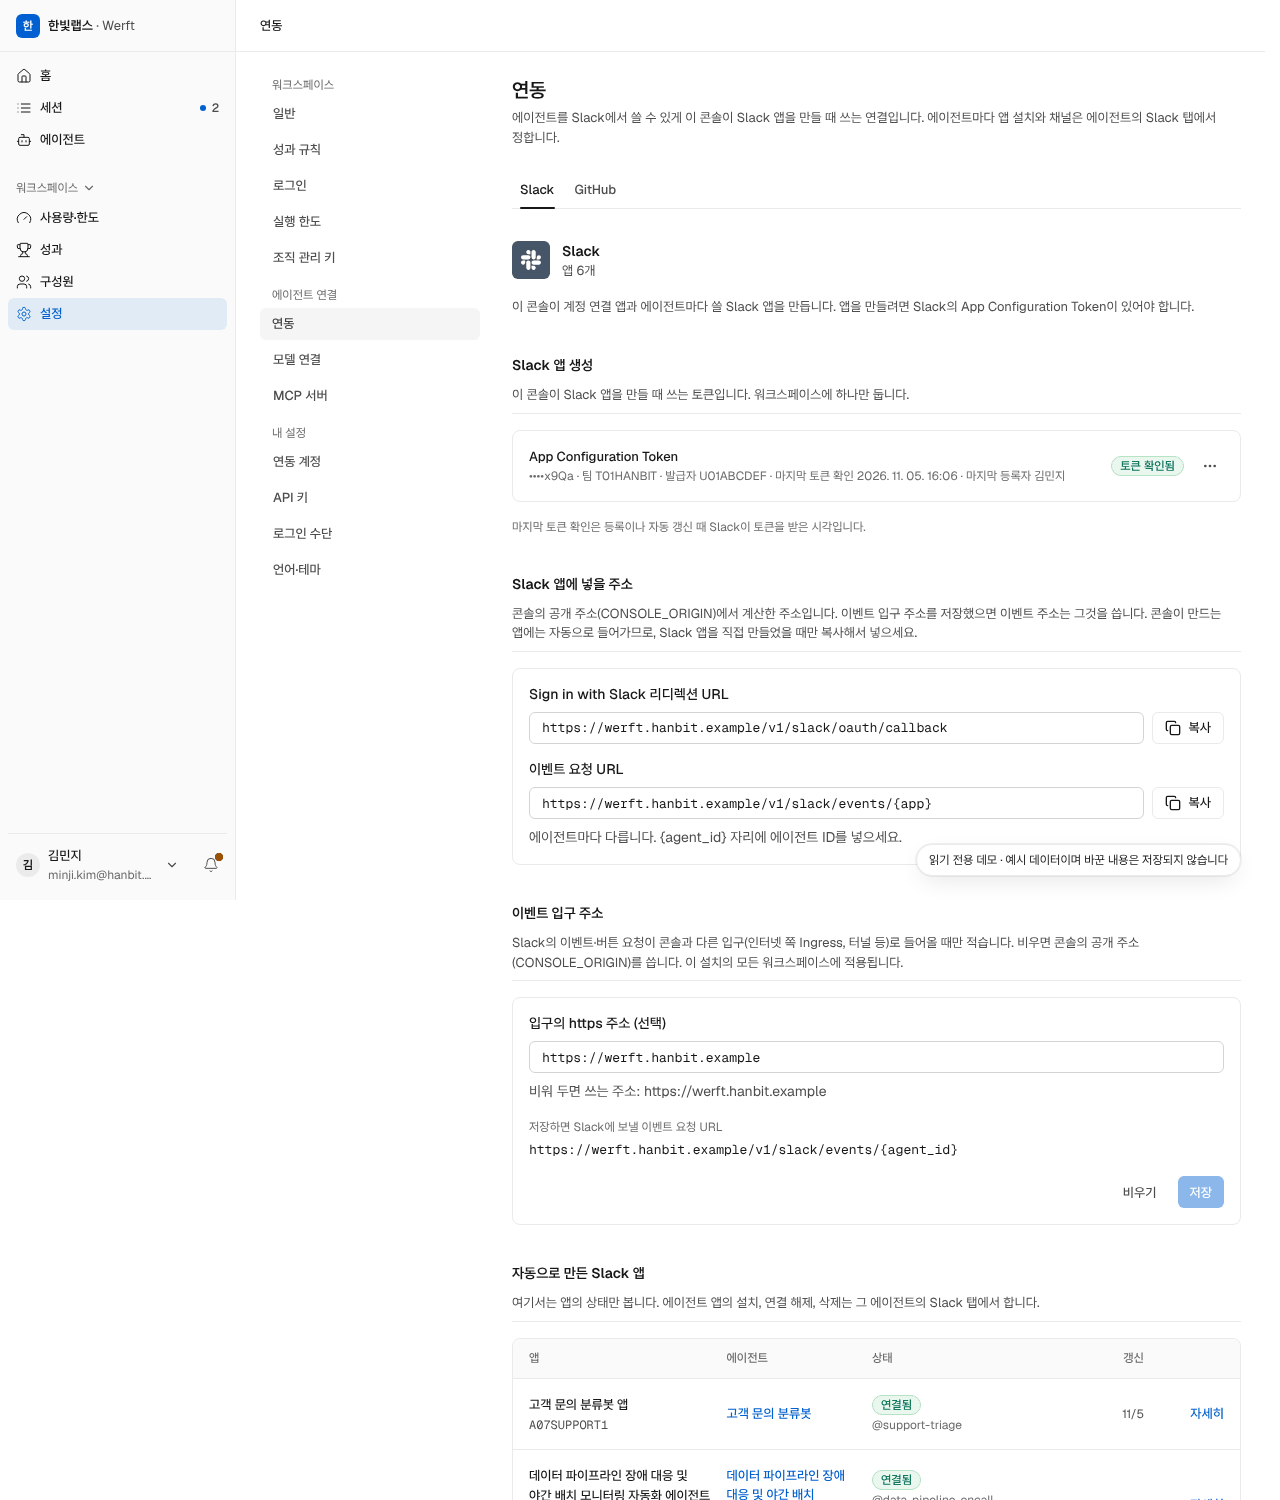 한 한빛랩스 · Werft
연동
홈
세션 2
에이전트
워크스페이스
사용량·한도
성과
구성원
설정
김 김민지
minji.kim@hanbit....
워크스페이스
일반
성과 규칙
로그인
실행 한도
조직 관리 키
에이전트 연결
연동
모델 연결
MCP 서버
내 설정
연동 계정
API 키
로그인 수단
언어·테마
연동
에이전트를 Slack에서 쓸 수 있게 이 콘솔이 Slack 앱을 만들 때 쓰는 연결입니다. 에이전트마다 앱 설치와 채널은 에이전트의 Slack 탭에서
정합니다.
Slack GitHub
Slack
앱 6개
이 콘솔이 계정 연결 앱과 에이전트마다 쓸 Slack 앱을 만듭니다. 앱을 만들려면 Slack의 App Configuration Token이 있어야 합니다.
Slack 앱 생성
이 콘솔이 Slack 앱을 만들 때 쓰는 토큰입니다. 워크스페이스에 하나만 둡니다.
App Configuration Token
••••x9Qa · 팀 T01HANBIT · 발급자 U01ABCDEF · 마지막 토큰 확인 2026. 11. 05. 16:06 · 마지막 등록자 김민지
토큰 확인됨
마지막 토큰 확인은 등록이나 자동 갱신 때 Slack이 토큰을 받은 시각입니다.
Slack 앱에 넣을 주소
콘솔의 공개 주소(CONSOLE_ORIGIN)에서 계산한 주소입니다. 이벤트 입구 주소를 저장했으면 이벤트 주소는 그것을 씁니다. 콘솔이 만드는
앱에는 자동으로 들어가므로, Slack 앱을 직접 만들었을 때만 복사해서 넣으세요.
Sign in with Slack 리디렉션 URL
https://werft.hanbit.example/v1/slack/oauth/callback 복사
이벤트 요청 URL
https://werft.hanbit.example/v1/slack/events/{app} 복사
에이전트마다 다릅니다. {agent_id} 자리에 에이전트 ID를 넣으세요.
읽기 전용 데모 · 예시 데이터이며 바꾼 내용은 저장되지 않습니다
이벤트 입구 주소
Slack의 이벤트·버튼 요청이 콘솔과 다른 입구(인터넷 쪽 Ingress, 터널 등)로 들어올 때만 적습니다. 비우면 콘솔의 공개 주소
(CONSOLE_ORIGIN)를 씁니다. 이 설치의 모든 워크스페이스에 적용됩니다.
입구의 https 주소 (선택)
https://werft.hanbit.example
비워 두면 쓰는 주소: https://werft.hanbit.example
저장하면 Slack에 보낼 이벤트 요청 URL
https://werft.hanbit.example/v1/slack/events/{agent_id}
비우기 저장
자동으로 만든 Slack 앱
여기서는 앱의 상태만 봅니다. 에이전트 앱의 설치, 연결 해제, 삭제는 그 에이전트의 Slack 탭에서 합니다.
앱 에이전트 상태 갱신
고객 문의 분류봇 앱
A07SUPPORT1
고객 문의 분류봇
연결됨
@support-triage
11/5 자세히
데이터 파이프라인 장애 대응 및
야간 배치 모니터링 자동화 에이전트
데이터 파이프라인 장애
대응 및 야간 배치
연결됨